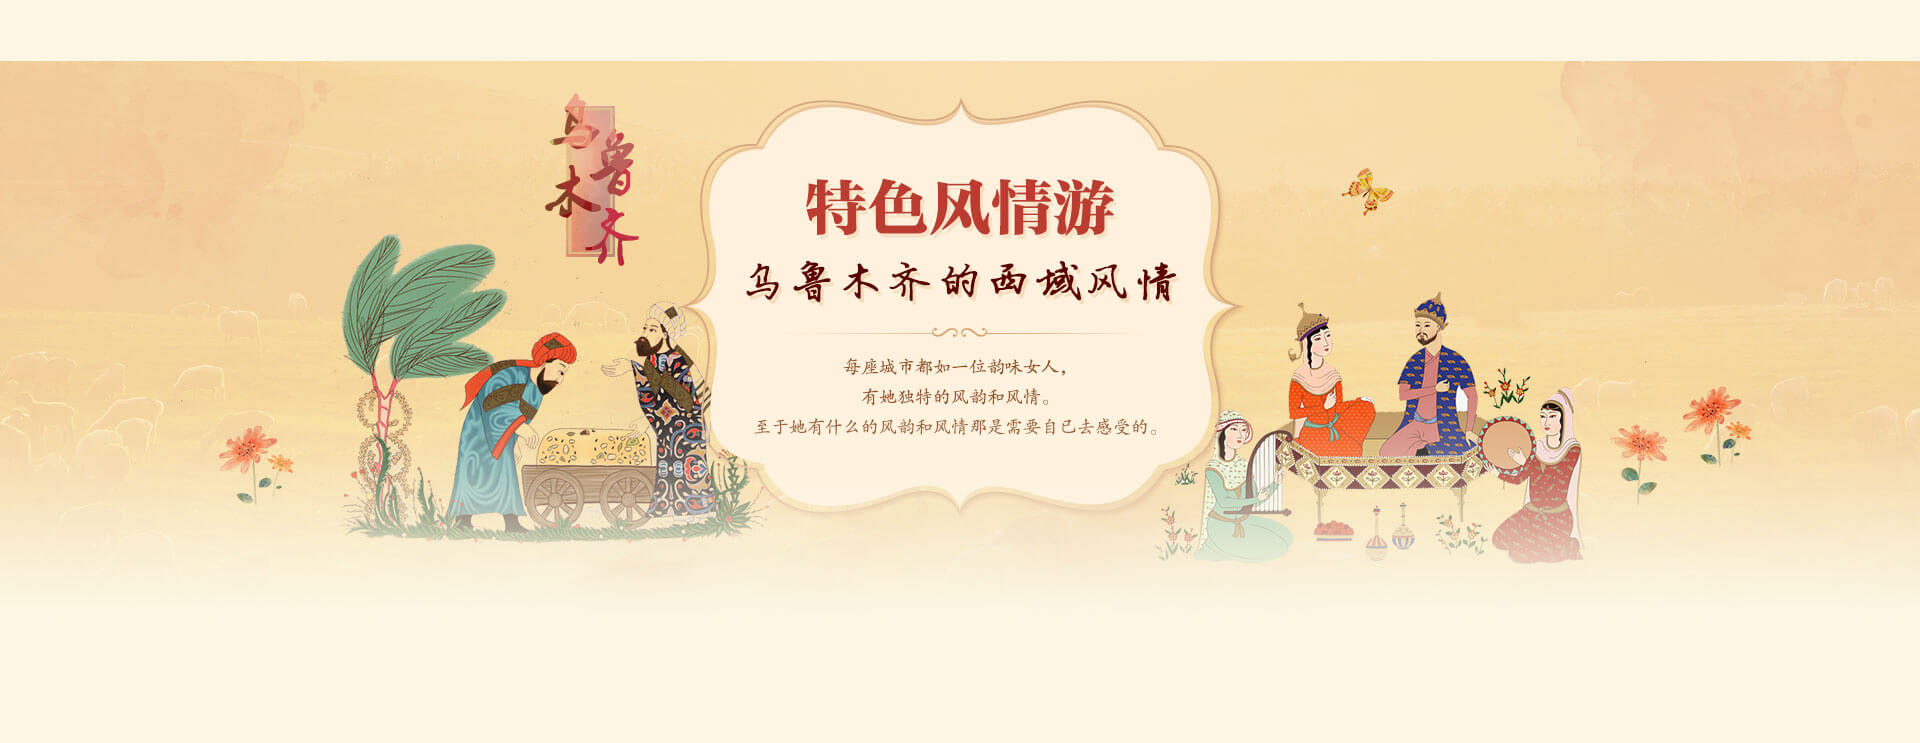 乌鲁木齐
特色风情游
乌鲁木齐的西域风情
每座城市都如一位韵味女人，
有她独特的风韵和风情。
至于她有什么的风韵和风情那是需要自己去感受的。